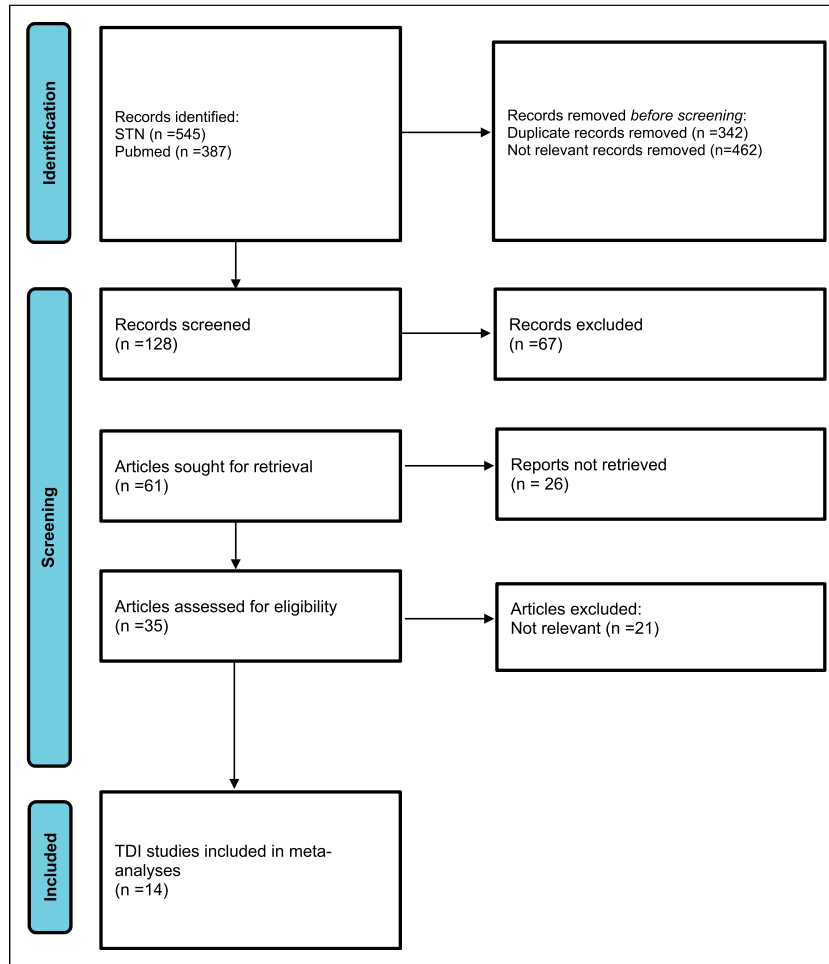 Identification
Records identified:
STN (n =545)
Pubmed (n =387)
Records removed before screening:
Duplicate records removed (n =342)
Not relevant records removed (n=462)
Screening
Records screened
(n =128)
Records excluded
(n =67)
Articles sought for retrieval
(n =61)
Reports not retrieved
(n = 26)
Articles assessed for eligibility
(n =35)
Articles excluded:
Not relevant (n =21)
Included
TDI studies included in meta-
analyses
(n =14)